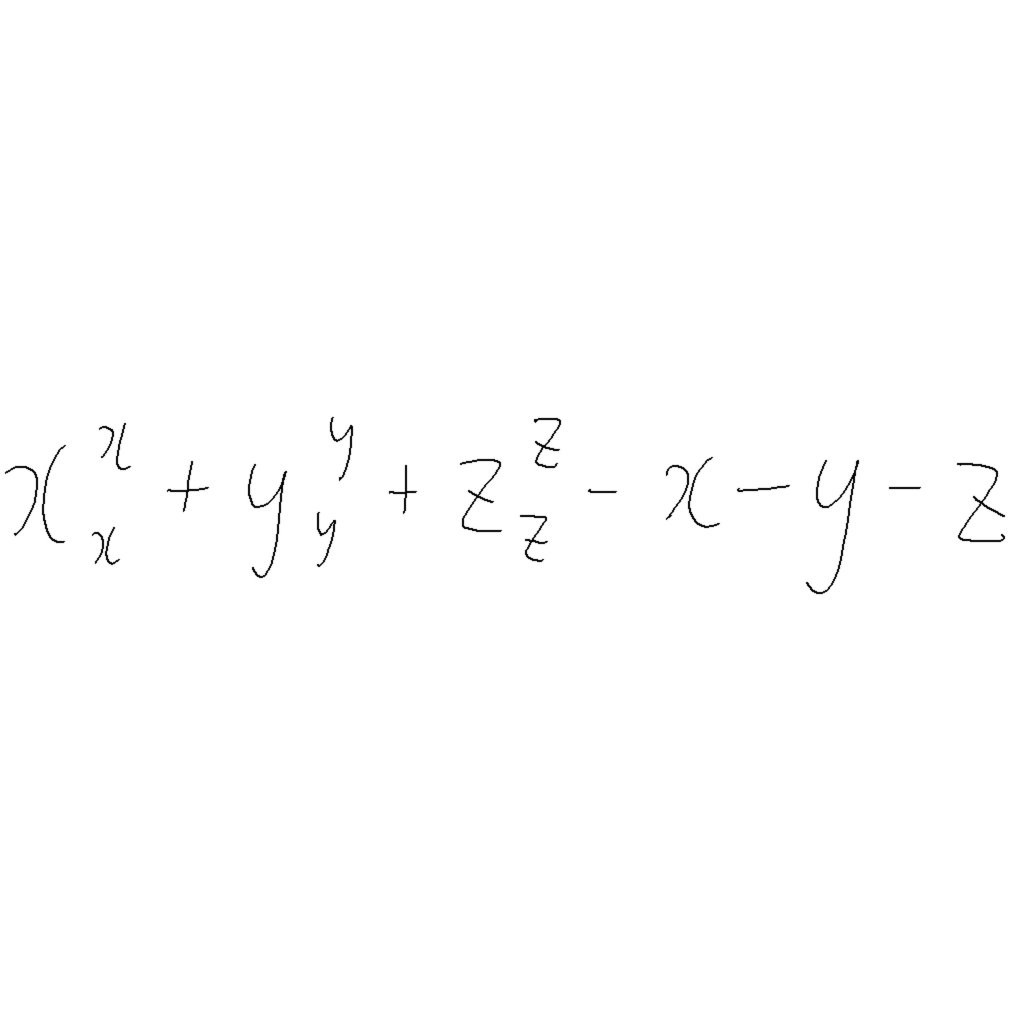 $x_x^x + y_y^y + z_z^z - x - y - z$